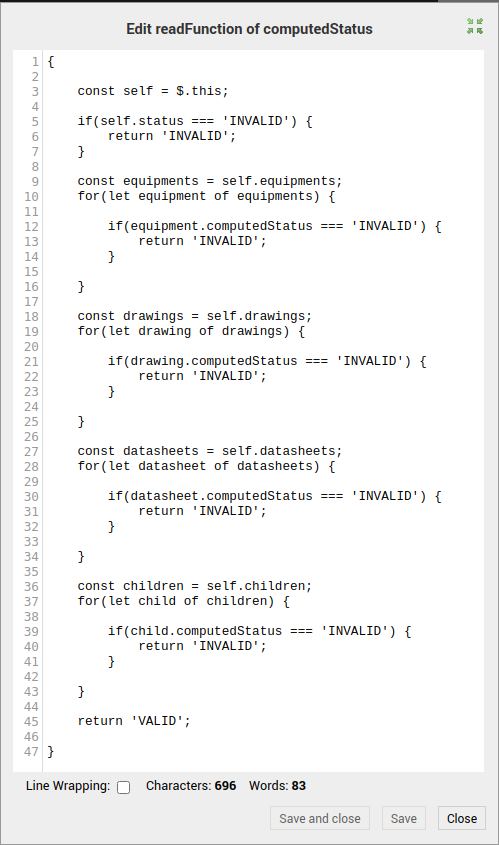 Edit readFunction of computedStatus
1 {
2
3     const self = $.this;
4
5     if(self.status === 'INVALID') {
6         return 'INVALID';
7     }
8
9     const equipments = self.equipments;
10     for(let equipment of equipments) {
11
12         if(equipment.computedStatus === 'INVALID') {
13             return 'INVALID';
14         }
15
16     }
17
18     const drawings = self.drawings;
19     for(let drawing of drawings) {
20
21         if(drawing.computedStatus === 'INVALID') {
22             return 'INVALID';
23         }
24
25     }
26
27     const datasheets = self.datasheets;
28     for(let datasheet of datasheets) {
29
30         if(datasheet.computedStatus === 'INVALID') {
31             return 'INVALID';
32         }
33
34     }
35
36     const children = self.children;
37     for(let child of children) {
38
39         if(child.computedStatus === 'INVALID') {
40             return 'INVALID';
41         }
42
43     }
44
45     return 'VALID';
46
47 }
Line Wrapping: Characters: 696 Words: 83
Save and close Save Close